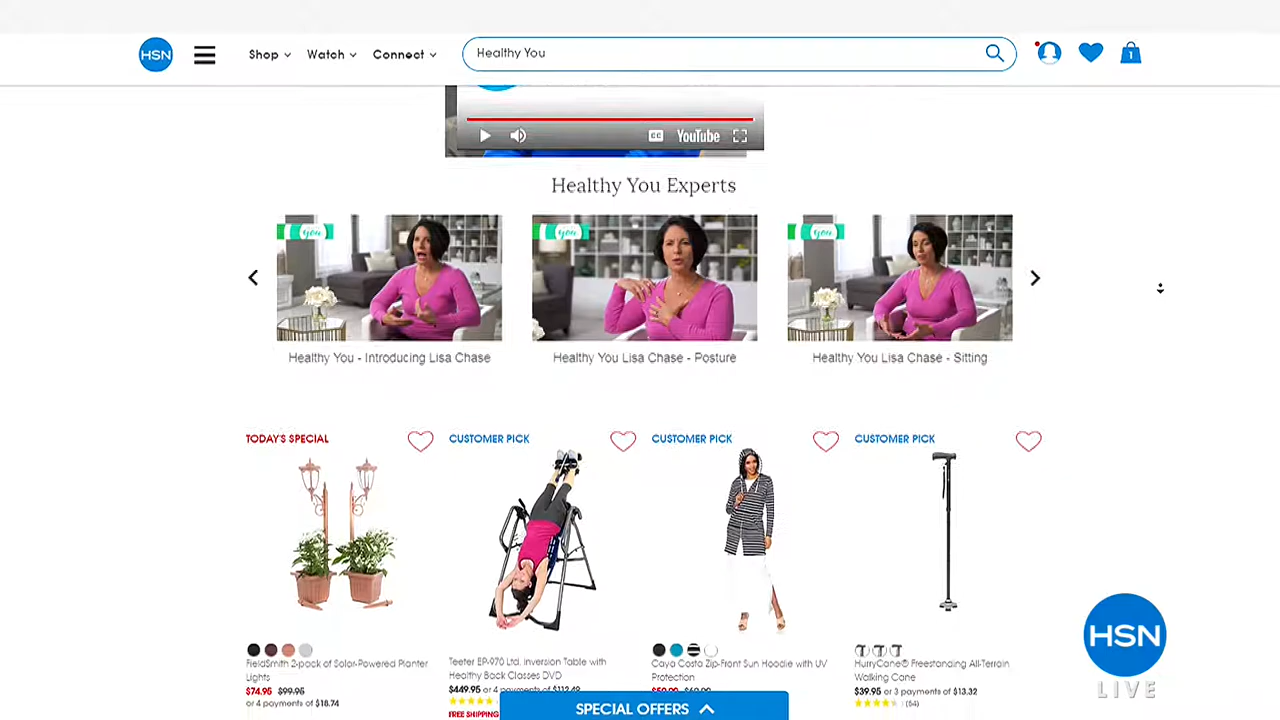 HSN
Shop
Watch
Connect
Healthy You
1
CC
YouTube
Healthy You Experts
you
you
you
Healthy You - Introducing Lisa Chase
Healthy You Lisa Chase - Posture
Healthy You Lisa Chase - Sitting
TODAY'S SPECIAL
CUSTOMER PICK
CUSTOMER PICK
CUSTOMER PICK
FieldSmith 2-pack of Solar-Powered Planter
Lights
$74.95 $99.95
or 4 payments of $18.74
Teeter EP-970 Ltd. Inversion Table with
Healthy Back Classes DVD
$449.95 or 4 payments of $112.49
FREE SHIPPING
Caya Costa Zip-Front Sun Hoodie with UV
Protection
HurryCane® Freestanding All-Terrain
Walking Cane
$39.95 or 3 payments of $13.32
(54)
SPECIAL OFFERS
HSN
LIVE